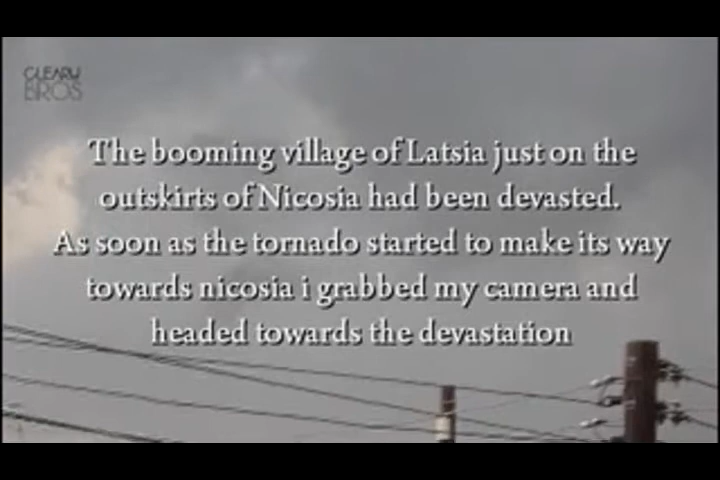 CLEARY
BROS
The booming village of Latsia just on the
outskirts of Nicosia had been devasted.
As soon as the tornado started to make its way
towards nicosia i grabbed my camera and
headed towards the devastation